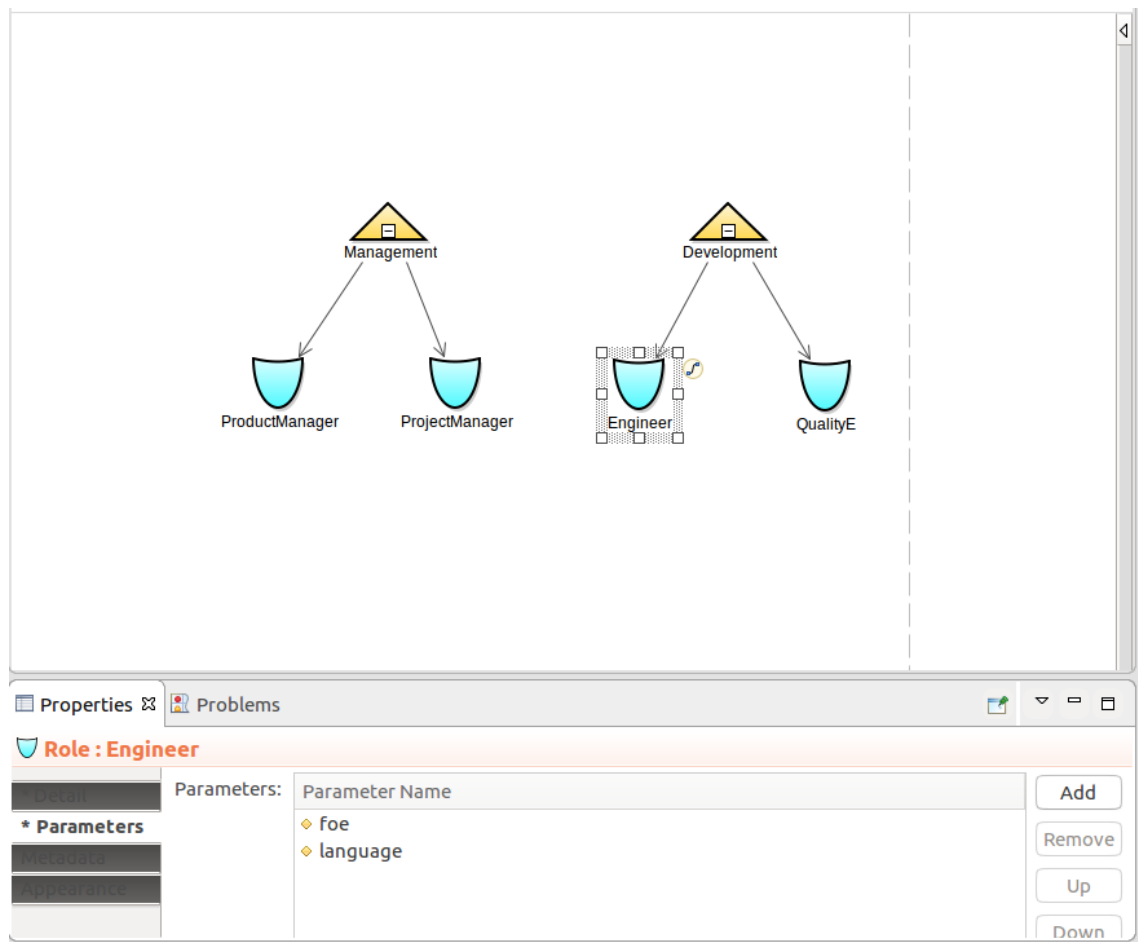 Management
Development
ProductManager
ProjectManager
Engineer
QualityE
Properties
Problems
Role : Engineer
* Detail
Parameters:
Parameter Name
Add
* Parameters
foe
Remove
Metadata
language
Up
Appearance
Down